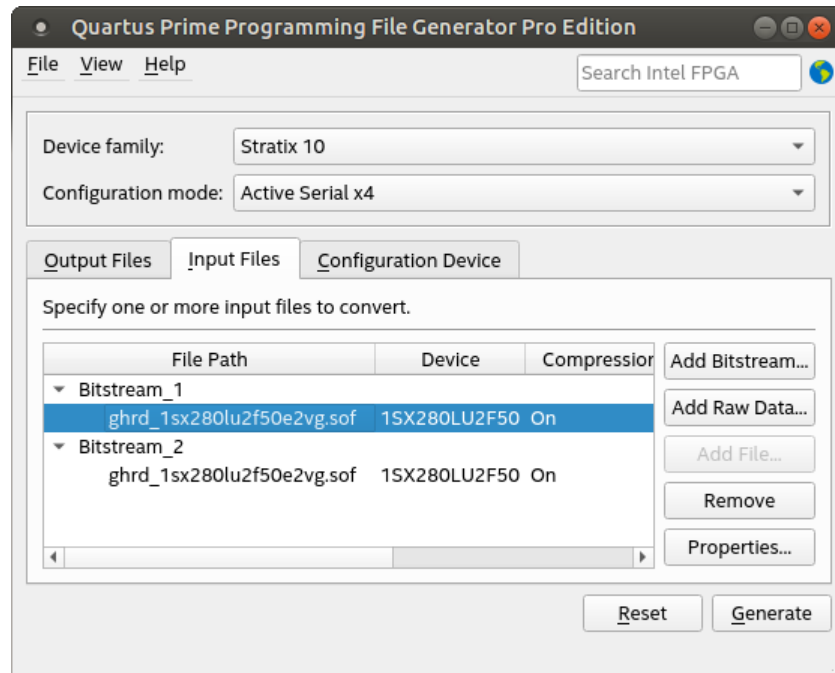 Quartus Prime Programming File Generator Pro Edition
File View Help Search Intel FPGA
Device family: Stratix 10
Configuration mode: Active Serial x4
Output Files Input Files Configuration Device
Specify one or more input files to convert.
File Path Device Compression Add Bitstream...
Bitstream_1
ghrd_1sx280lu2f50e2vg.sof 1SX280LU2F50 On Add Raw Data...
Bitstream_2 Add File...
ghrd_1sx280lu2f50e2vg.sof 1SX280LU2F50 On
Remove
Properties...
Reset Generate